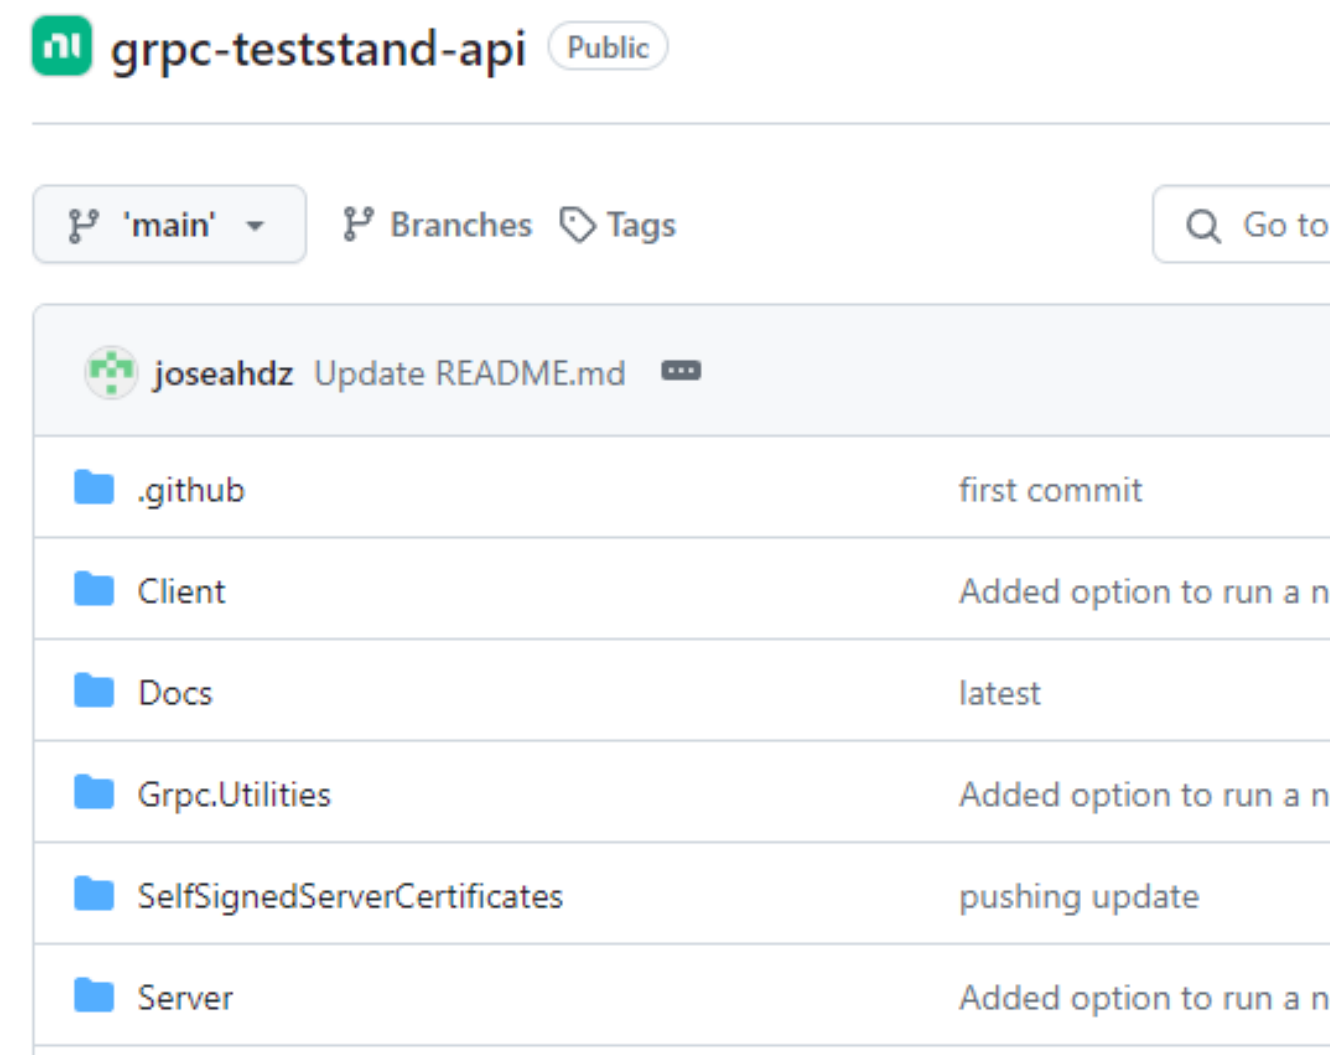 ni grpc-teststand-api Public
'main' Branches Tags Go to
joseahdz Update README.md
.github first commit
Client Added option to run a n
Docs latest
Grpc.Utilities Added option to run a n
SelfSignedServerCertificates pushing update
Server Added option to run a n